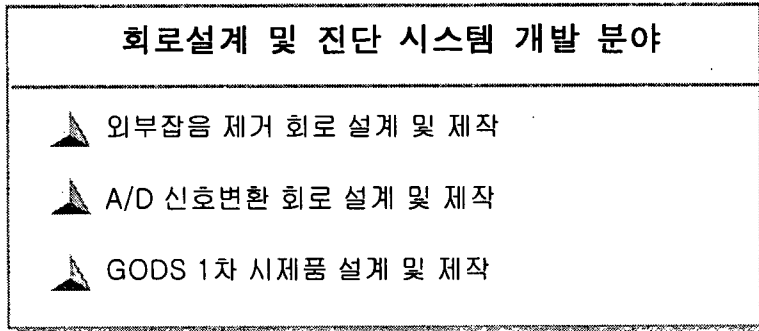 회로설계 및 진단 시스템 개발 분야
외부잡음 제거 회로 설계 및 제작
A/D 신호변환 회로 설계 및 제작
GODS 1차 시제품 설계 및 제작